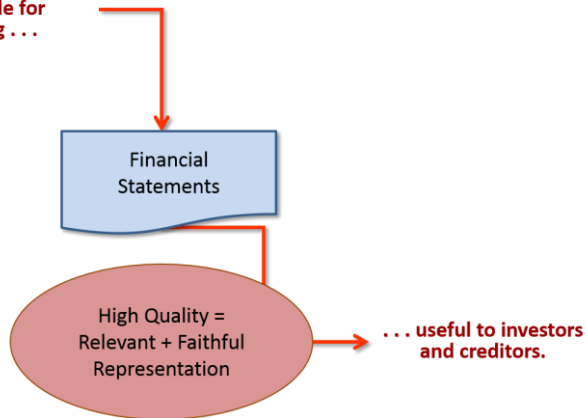 for
. . .
Financial
Statements
High Quality =
Relevant + Faithful
Representation
. . . useful to investors
and creditors.